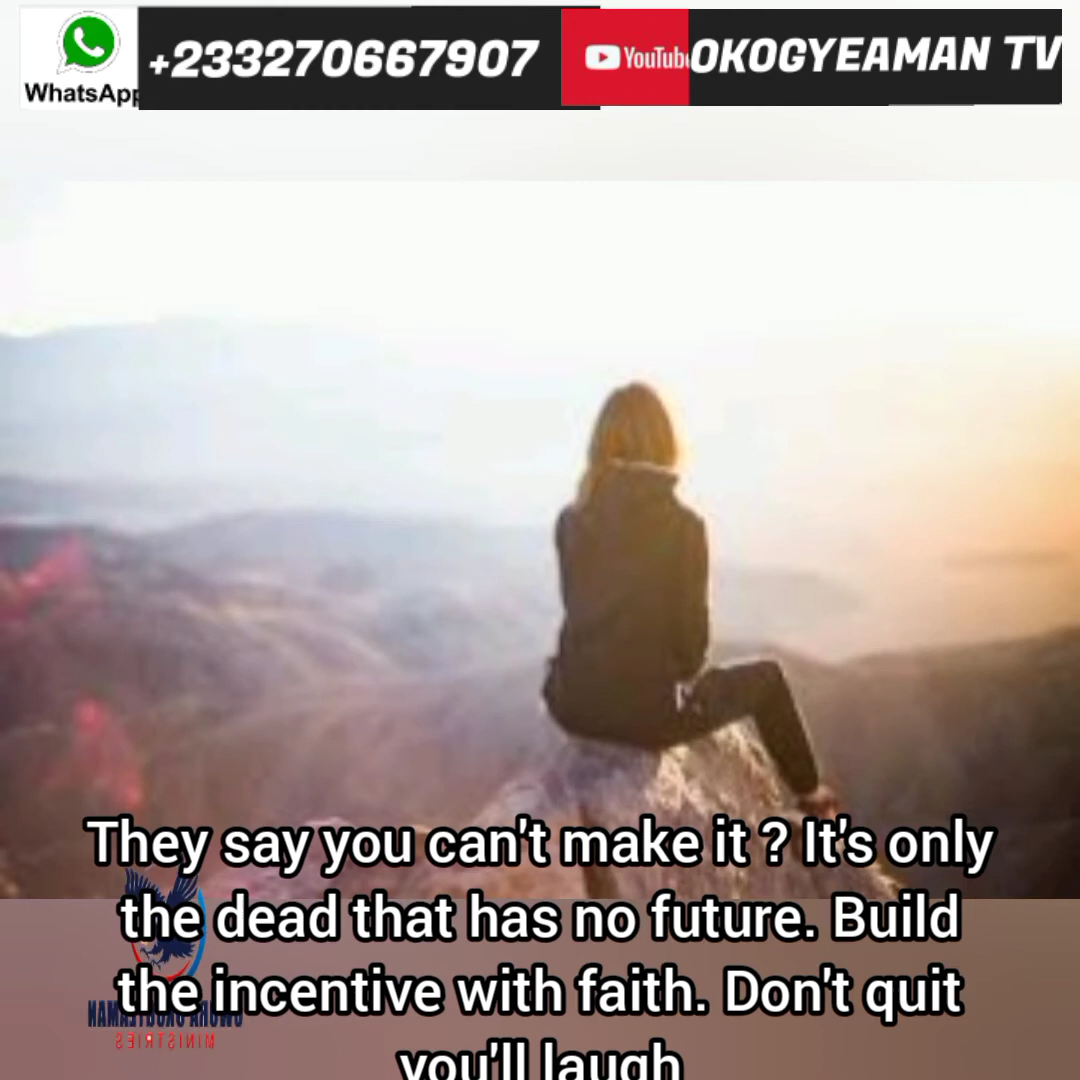 WhatsApp
+233270667907
YouTube
OKOGYEAMAN TV
They say you can't make it ? It's only
the dead that has no future. Build
the incentive with faith. Don't quit
you'll laugh
MINISTRIES